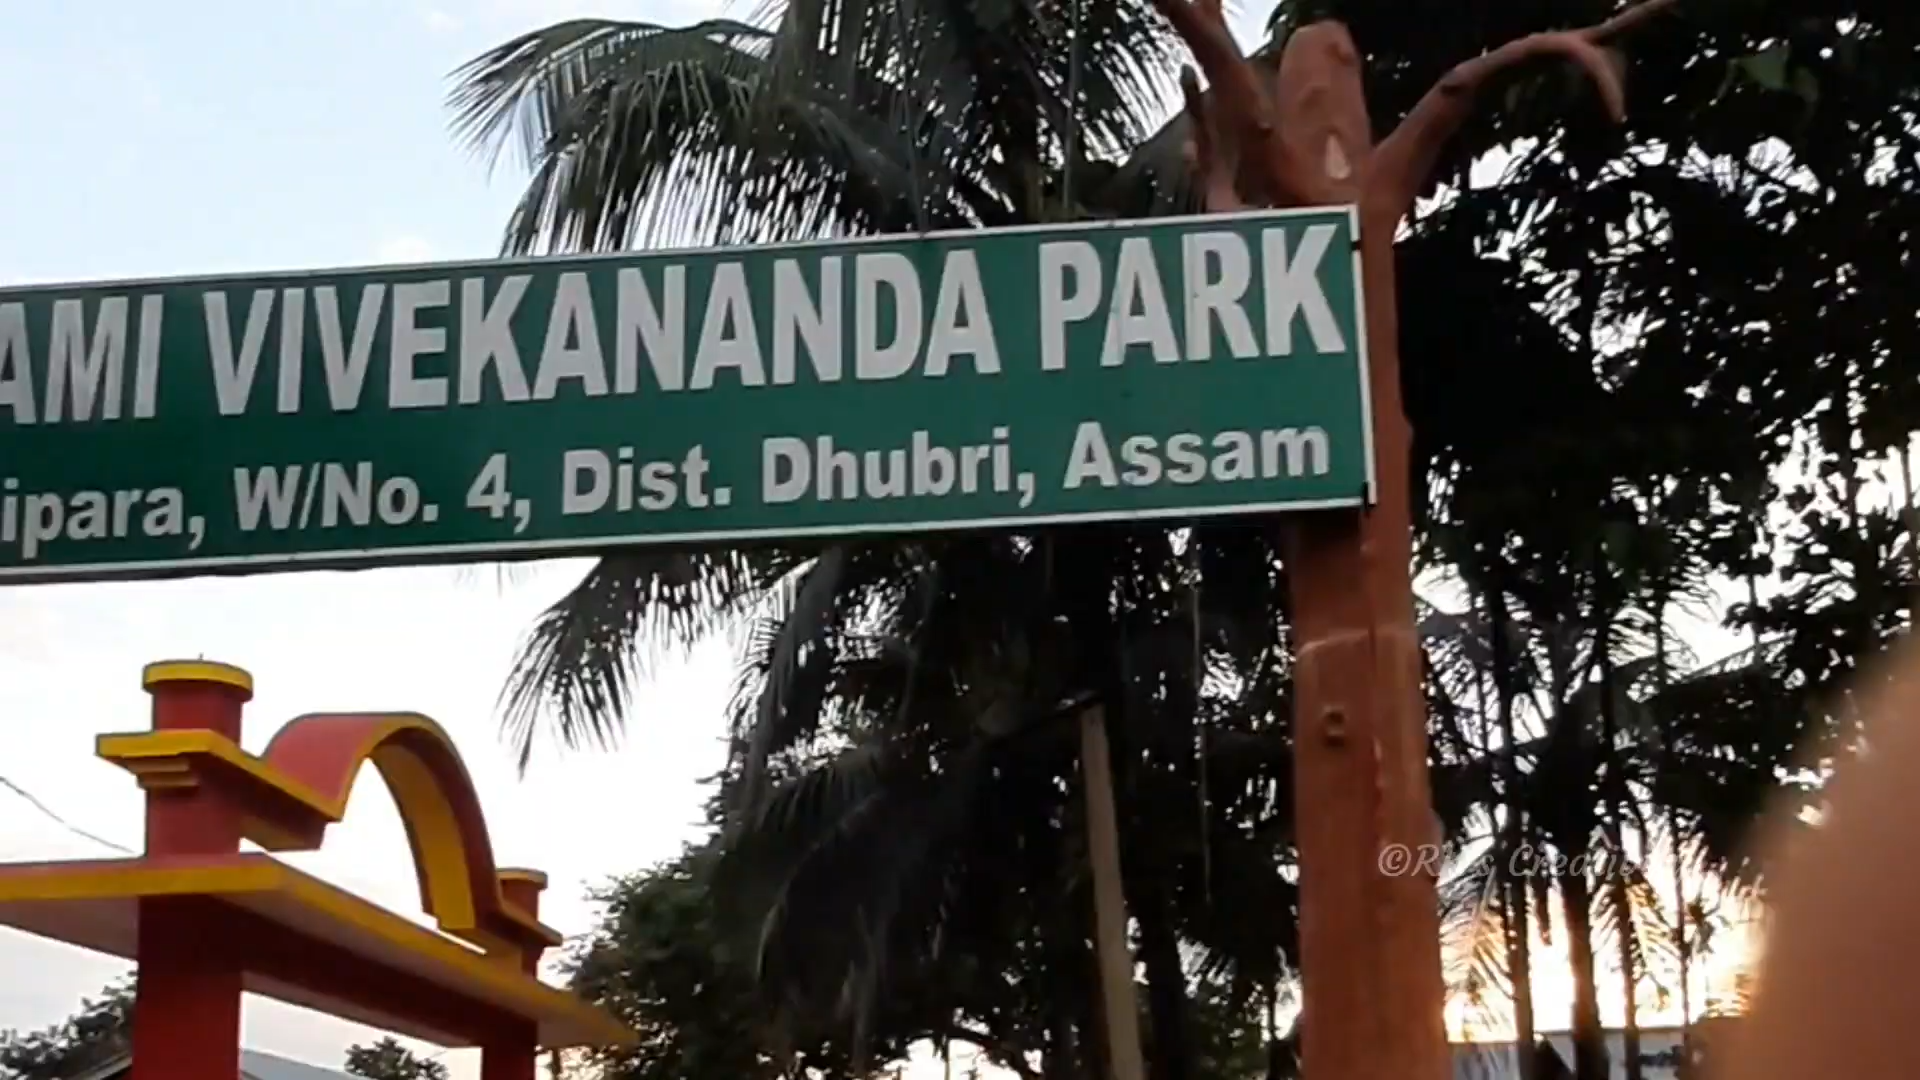 AMI VIVEKANANDA PARK
ipara, W/No. 4, Dist. Dhubri, Assam